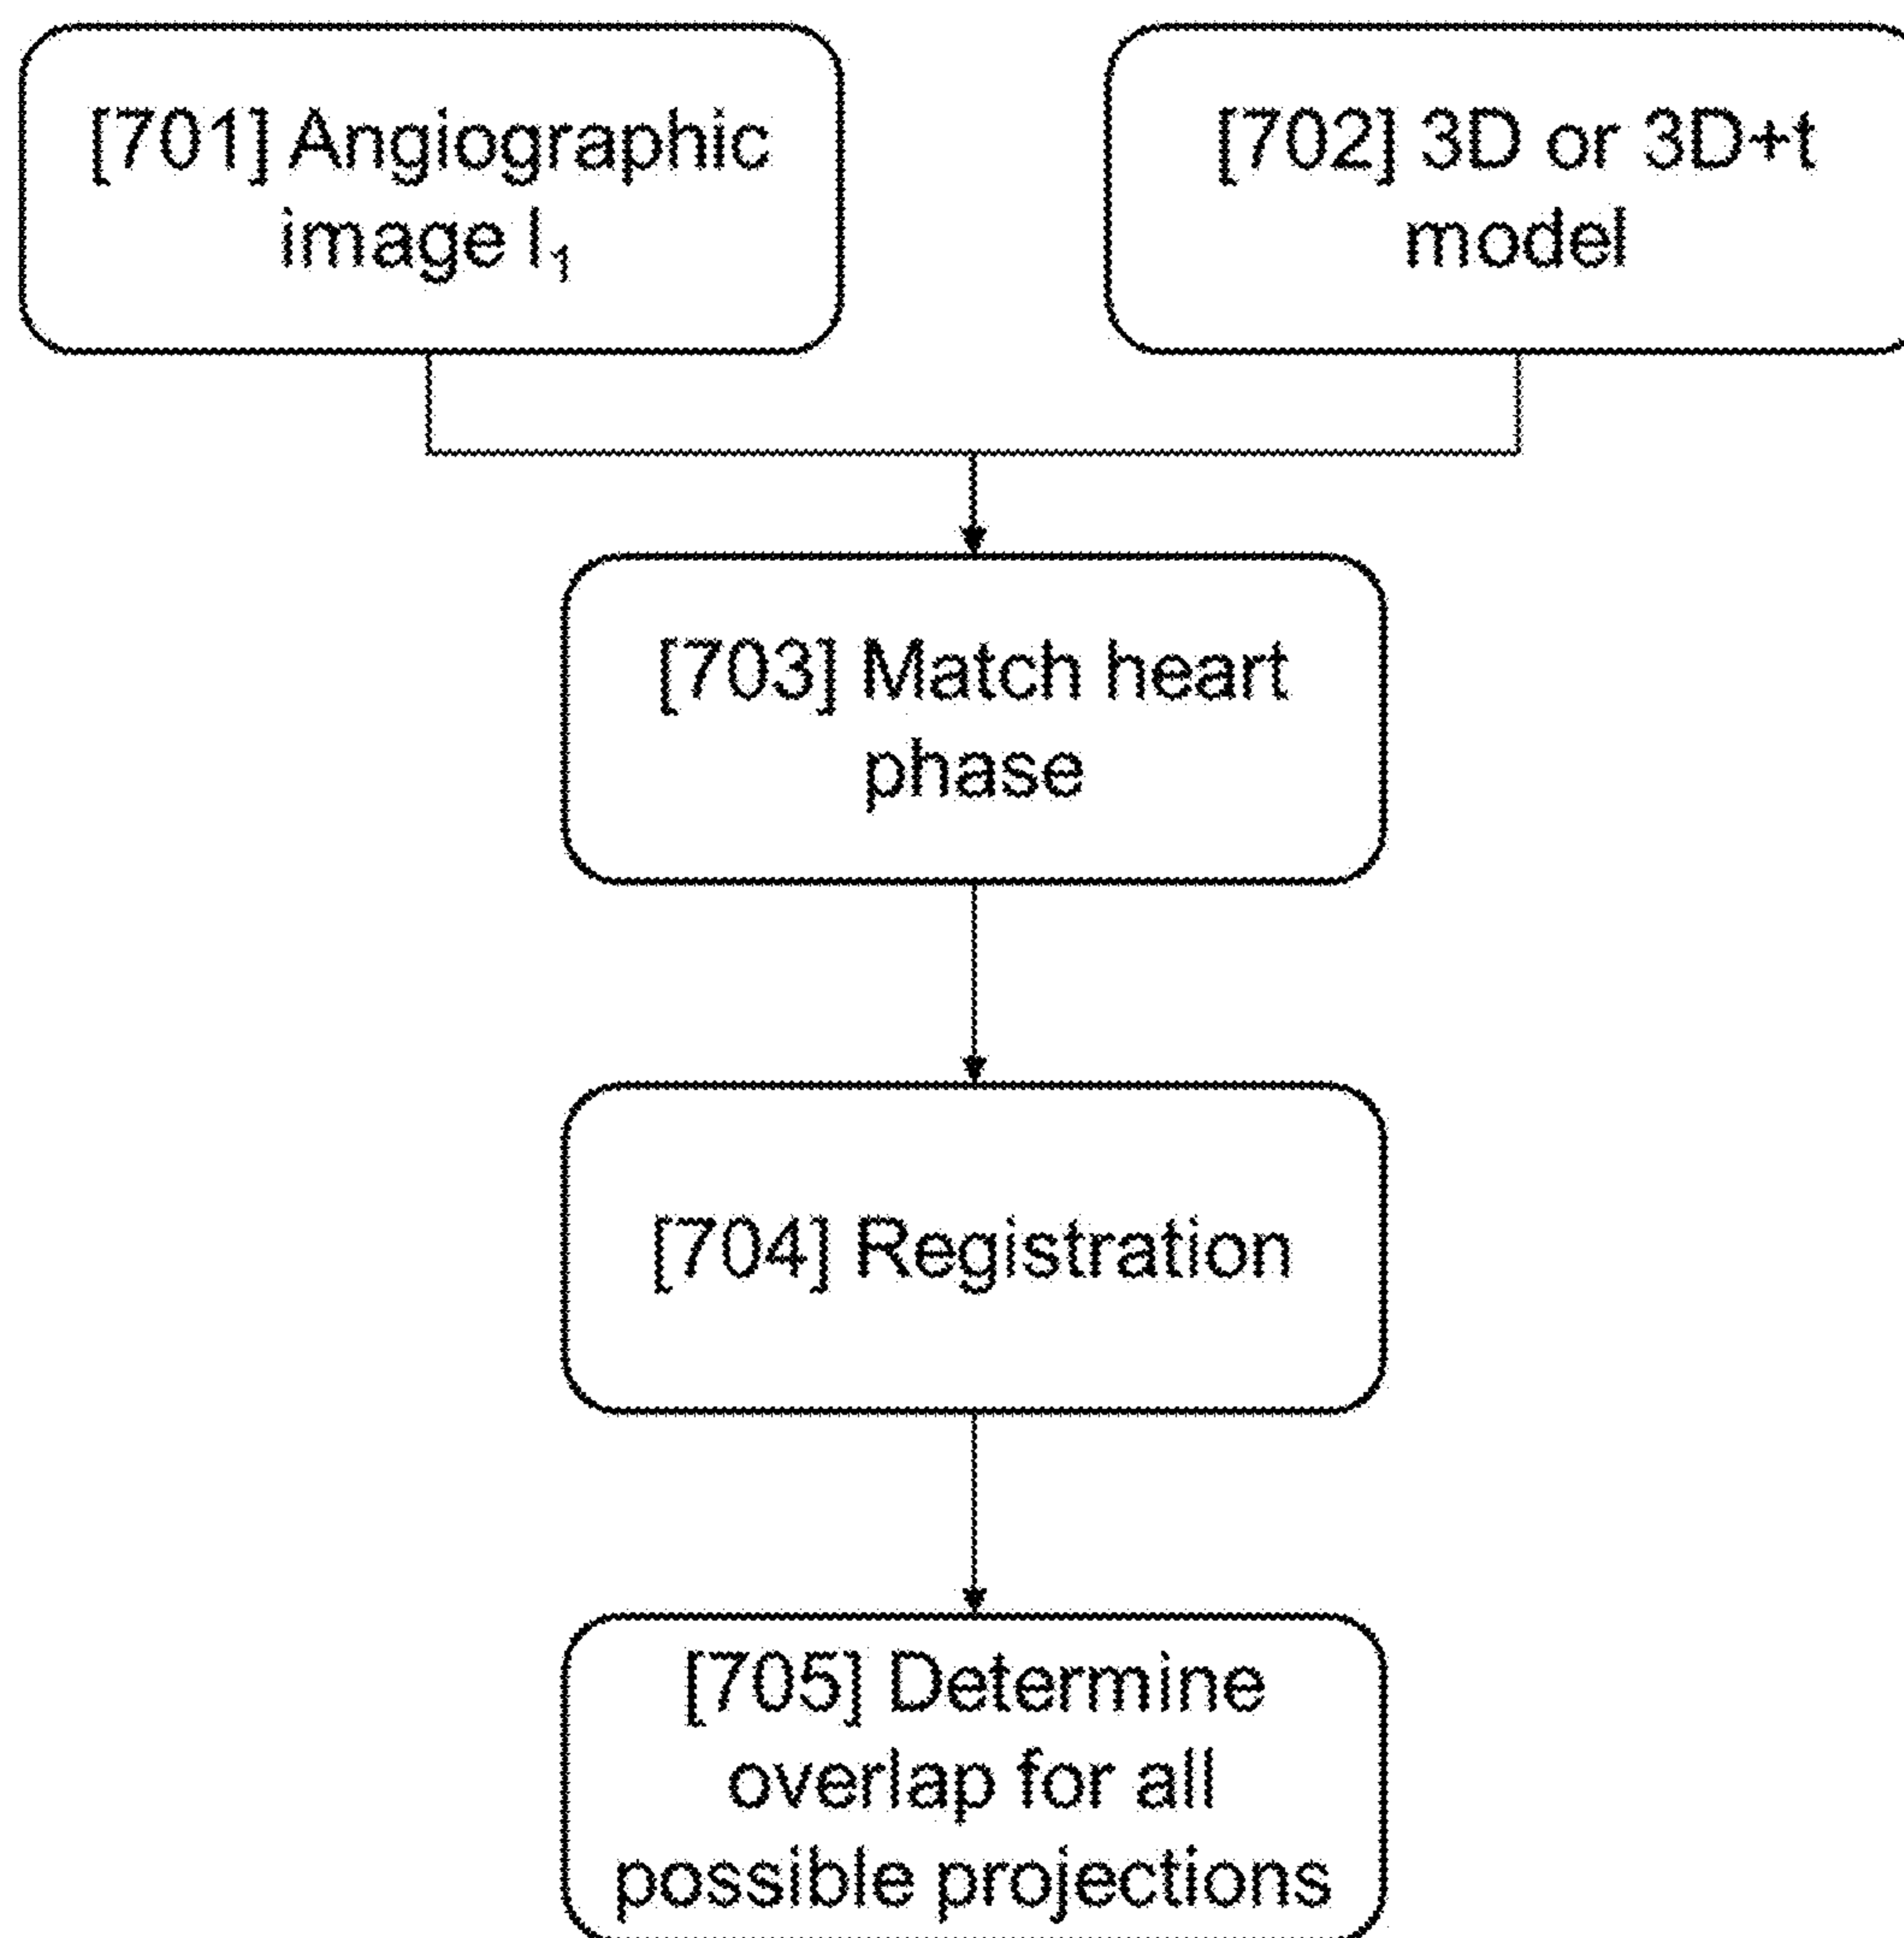 [701] Angiographic
image I₁
[702] 3D or 3D+t
model
[703] Match heart
phase
[704] Registration
[705] Determine
overlap for all
possible projections